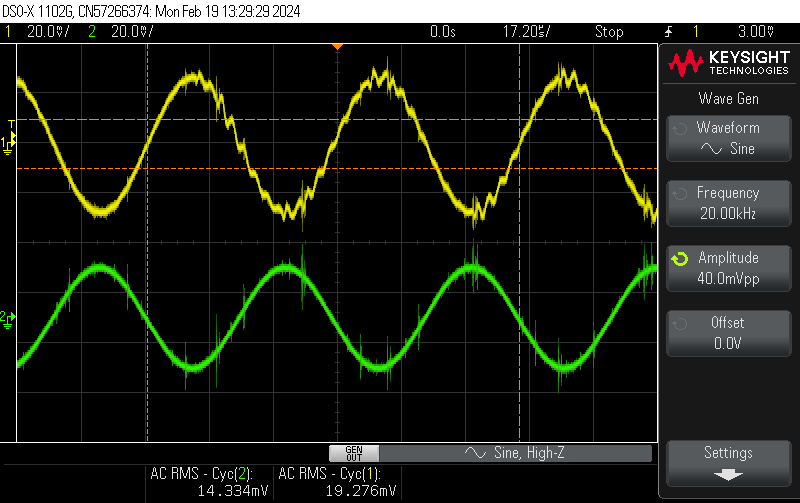 DSO-X 1102G, CN57266374: Mon Feb 19 13:29:29 2024
1 20.0V/ 2 20.0V/ 0.0s 17.20s/ Stop 1 3.00V
KEYSIGHT
TECHNOLOGIES
Wave Gen
Waveform
Sine
Frequency
20.00kHz
Amplitude
40.0mVpp
Offset
0.0V
T
1
2
GEN
OUT
Sine, High-Z
Settings
AC RMS - Cyc(2):
14.334mV
AC RMS - Cyc(1):
19.276mV